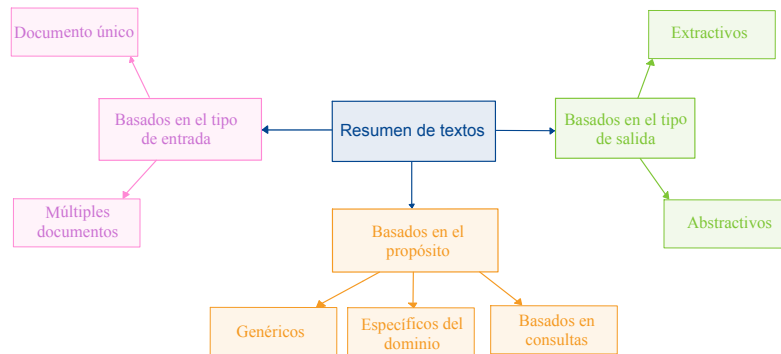 Documento único
Extractivos
Basados en el tipo
de entrada
Resumen de textos
Basados en el tipo
de salida
Múltiples
documentos
Basados en el
propósito
Abstractivos
Genéricos
Específicos del
dominio
Basados en
consultas